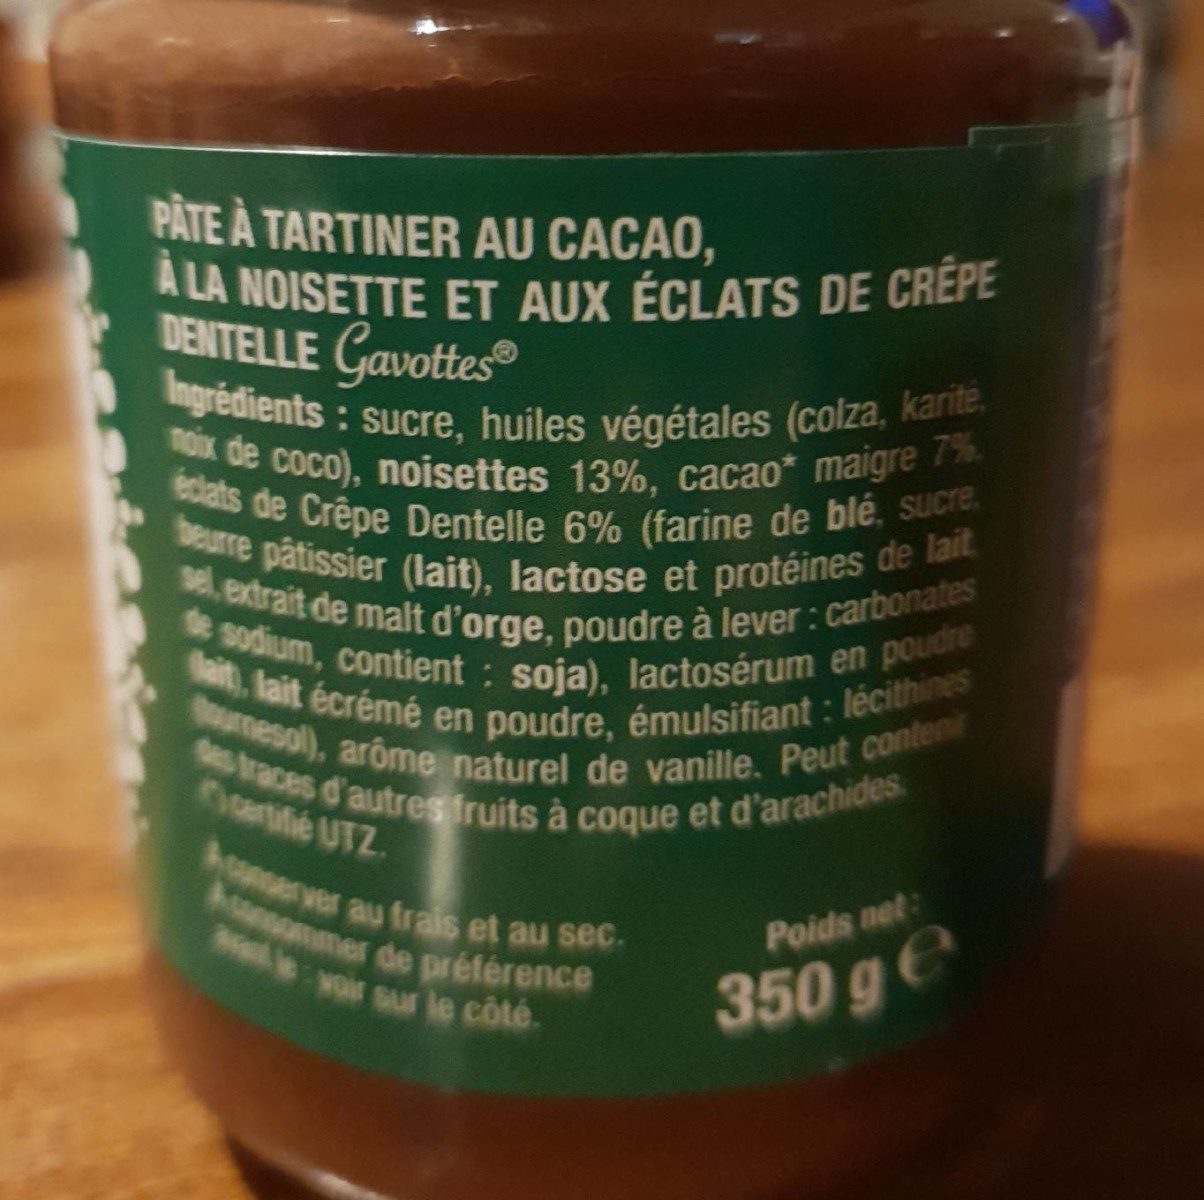 PÂTE À TARTINER AU CACAO,
À LA NOISETTE ET AUX ÉCLATS DE CRÊPE
DENTELLE Gavottes®
Ingrédients : sucre, huiles végétales (colza, karité,
noix de coco), noisettes 13%, cacao* maigre 7%,
éclats de Crêpe Dentelle 6% (farine de blé, sucre,
beurre pâtissier (lait), lactose et protéines de lait,
sel, extrait de malt d'orge, poudre à lever : carbonates
de sodium, contient : soja), lactosérum en poudre
(lait), lait écrémé en poudre, émulsifiant : lécithines
(tournesol), arôme naturel de vanille. Peut contenir
des traces d'autres fruits à coque et d'arachides.
(*) certifié UTZ.
A conserver au frais et au sec.
A consommer de préférence
avant le : voir sur le côté.
Poids net :
350 g e